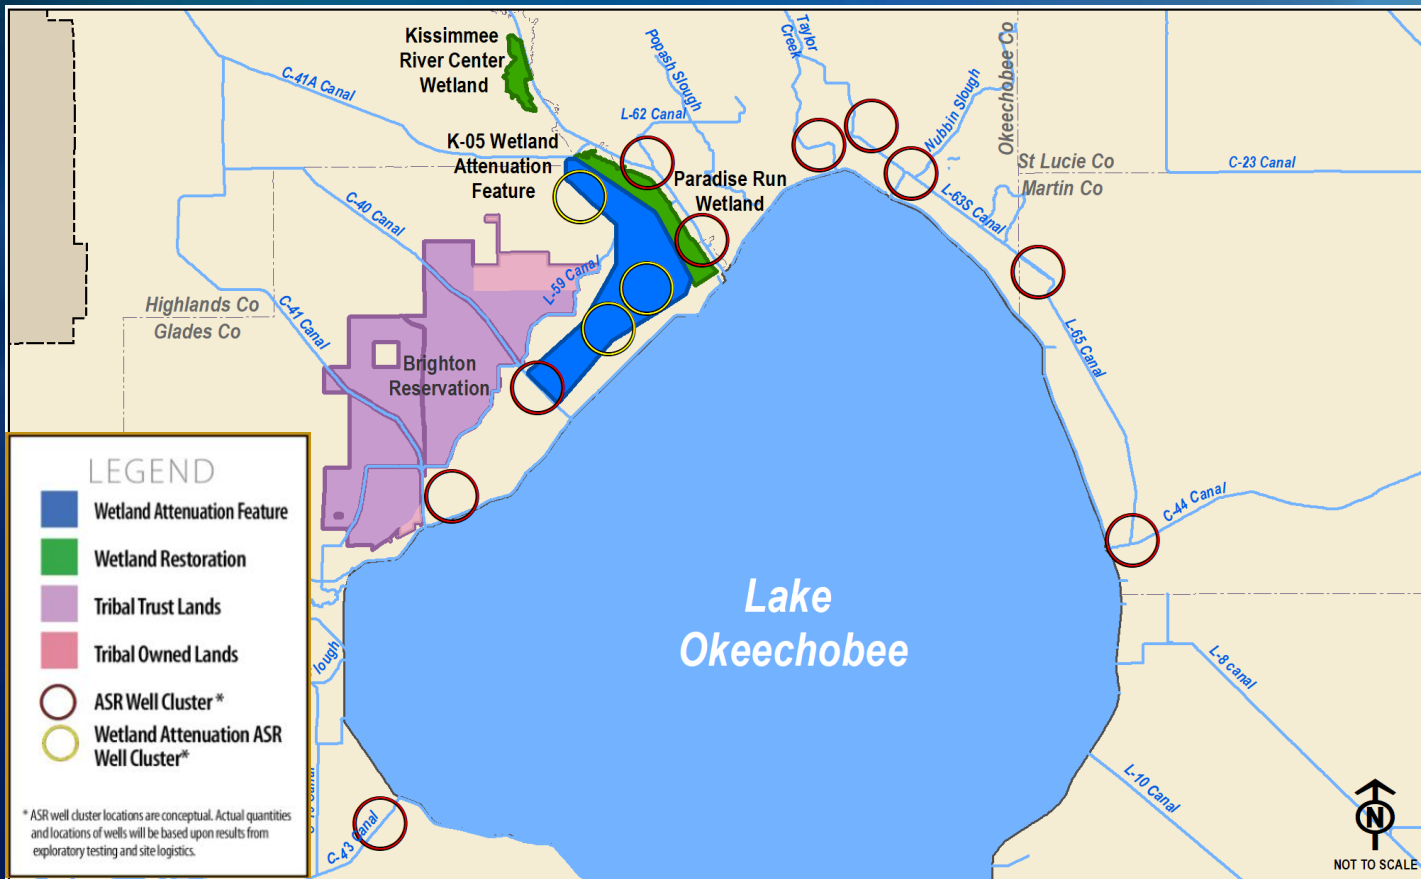 Kissimmee
River Center
Wetland
C-41A Canal
Popash Slough
Taylor
Creek
L-62 Canal
Nubbin Slough
Okeechobee Co
K-05 Wetland
Attenuation
Feature
Paradise Run
Wetland
St Lucie Co
Martin Co
C-23 Canal
C-40 Canal
L-63S Canal
L-59 Canal
Highlands Co
Glades Co
C-41 Canal
L-65 Canal
Brighton
Reservation
C-44 Canal
Lake
Okeechobee
L-8 canal
L-10 Canal
C-43 Canal
lough
Canal
LEGEND
Wetland Attenuation Feature
Wetland Restoration
Tribal Trust Lands
Tribal Owned Lands
ASR Well Cluster *
Wetland Attenuation ASR
Well Cluster*
* ASR well cluster locations are conceptual. Actual quantities
and locations of wells will be based upon results from
exploratory testing and site logistics.
N
NOT TO SCALE